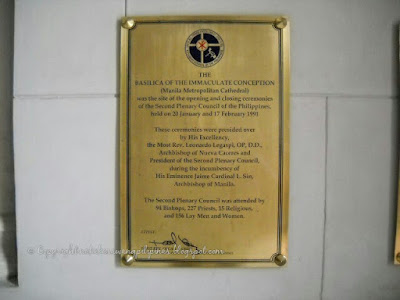 THE
BASILICA OF THE IMMACULATE CONCEPTION
(Manila Metropolitan Cathedral)
was the site of the opening and closing ceremonies
of the Second Plenary Council of the Philippines,
held on 20 January and 17 February 1991
These ceremonies were presided over
by His Excellency,
the Most Rev. Leonardo Legaspi, OP, D.D.,
Archbishop of Nueva Caceres and
President of the Second Plenary Council,
during the incumbency of
His Eminence Jaime Cardinal L. Sin,
Archbishop of Manila.
The Second Plenary Council was attended by
96 Bishops, 227 Priests, 15 Religious,
and 156 Lay Men and Women.